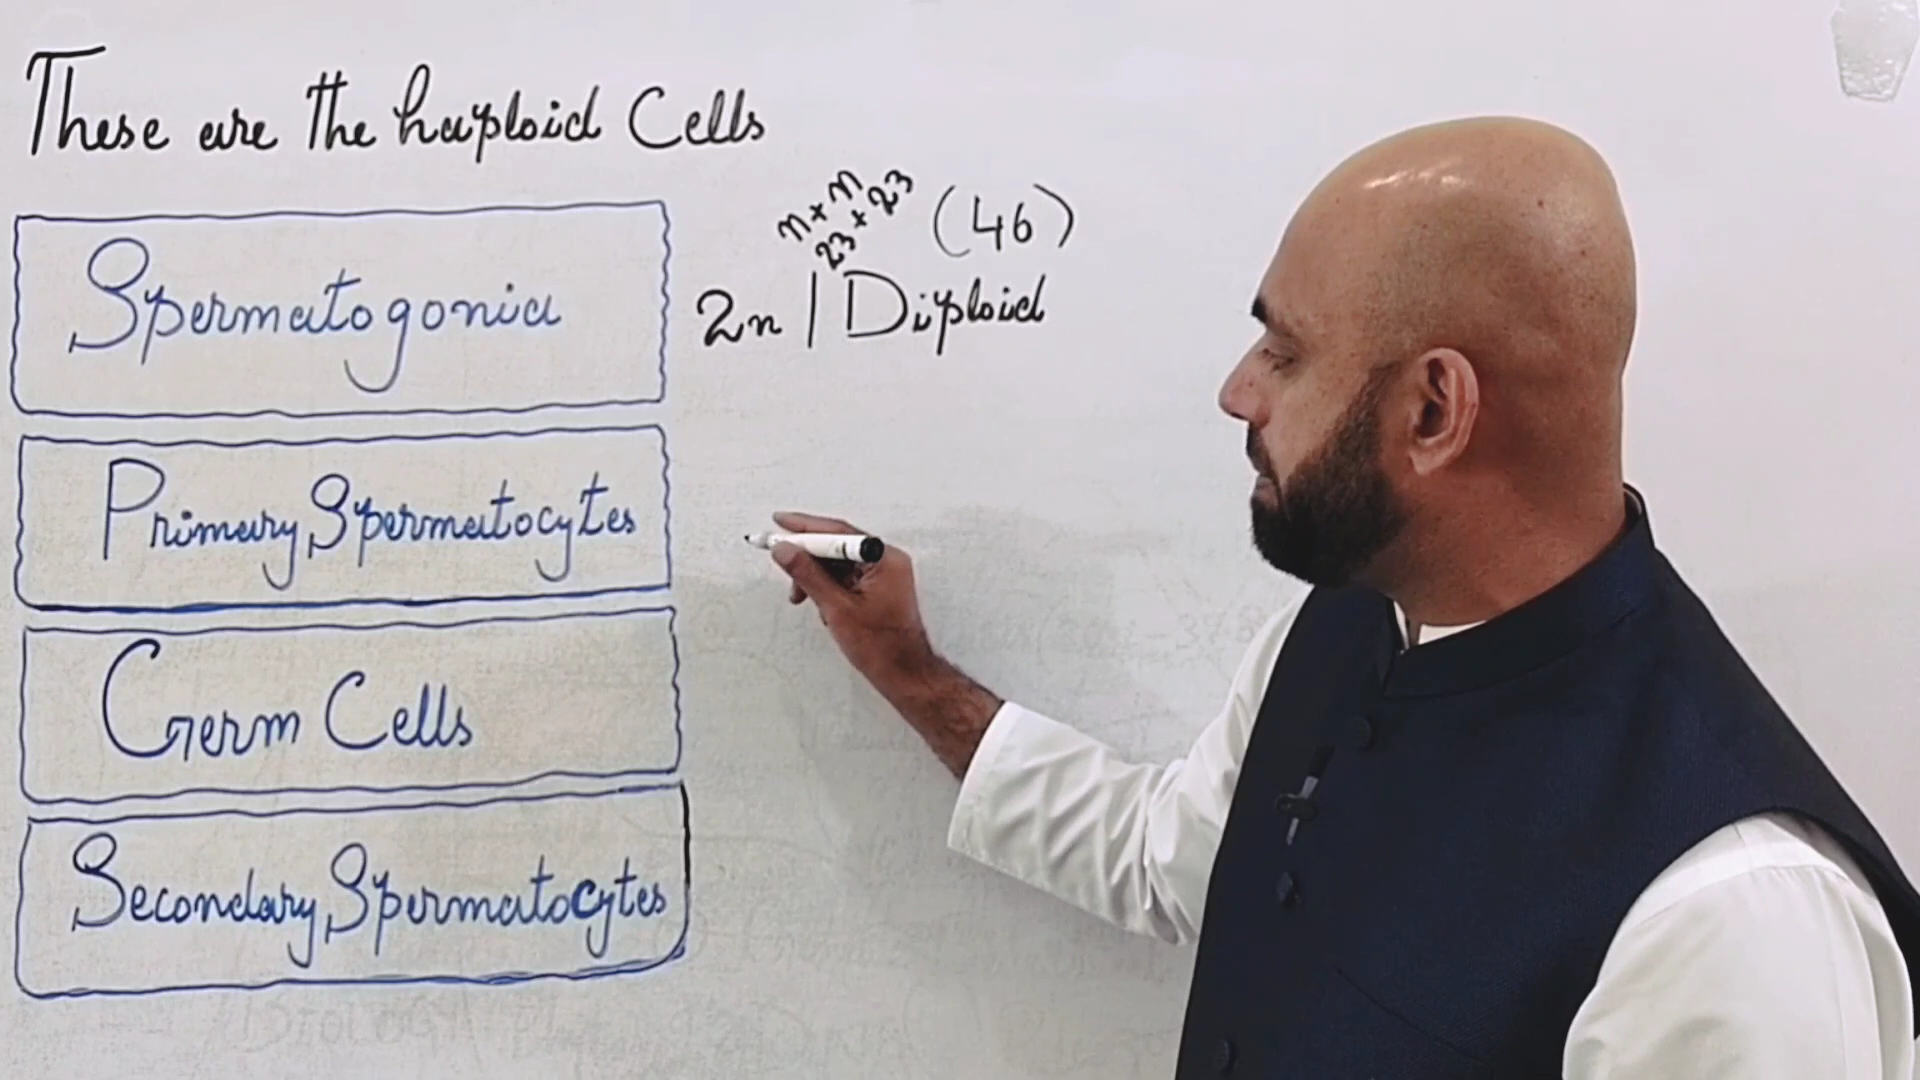 These are the haploid Cells
Spermatogonia
n+n
23+23
(46)
2n | Diploid
Primary Spermatocytes
Germ Cells
Secondary Spermatocytes